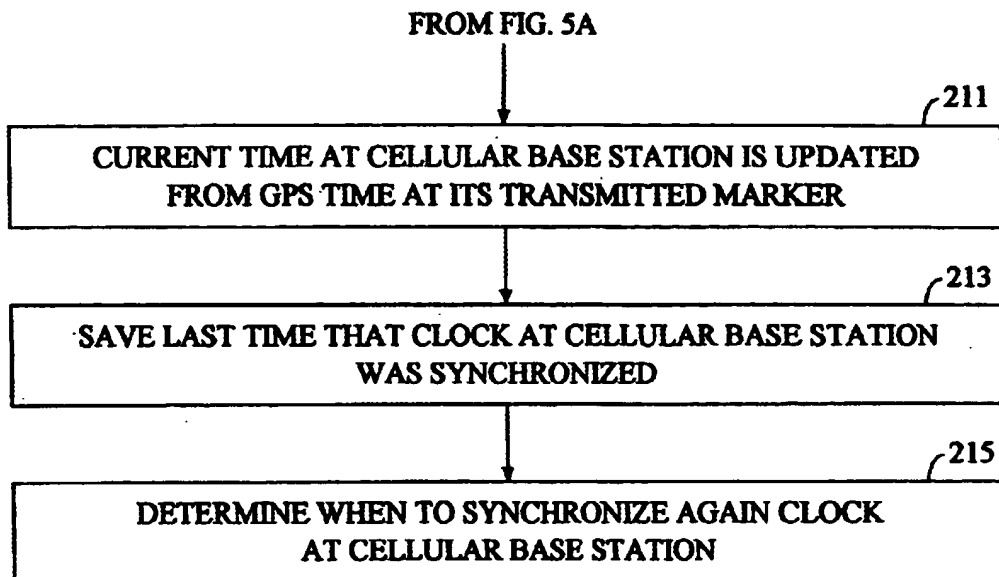 FROM FIG. 5A
211
CURRENT TIME AT CELLULAR BASE STATION IS UPDATED
FROM GPS TIME AT ITS TRANSMITTED MARKER
213
SAVE LAST TIME THAT CLOCK AT CELLULAR BASE STATION
WAS SYNCHRONIZED
215
DETERMINE WHEN TO SYNCHRONIZE AGAIN CLOCK
AT CELLULAR BASE STATION